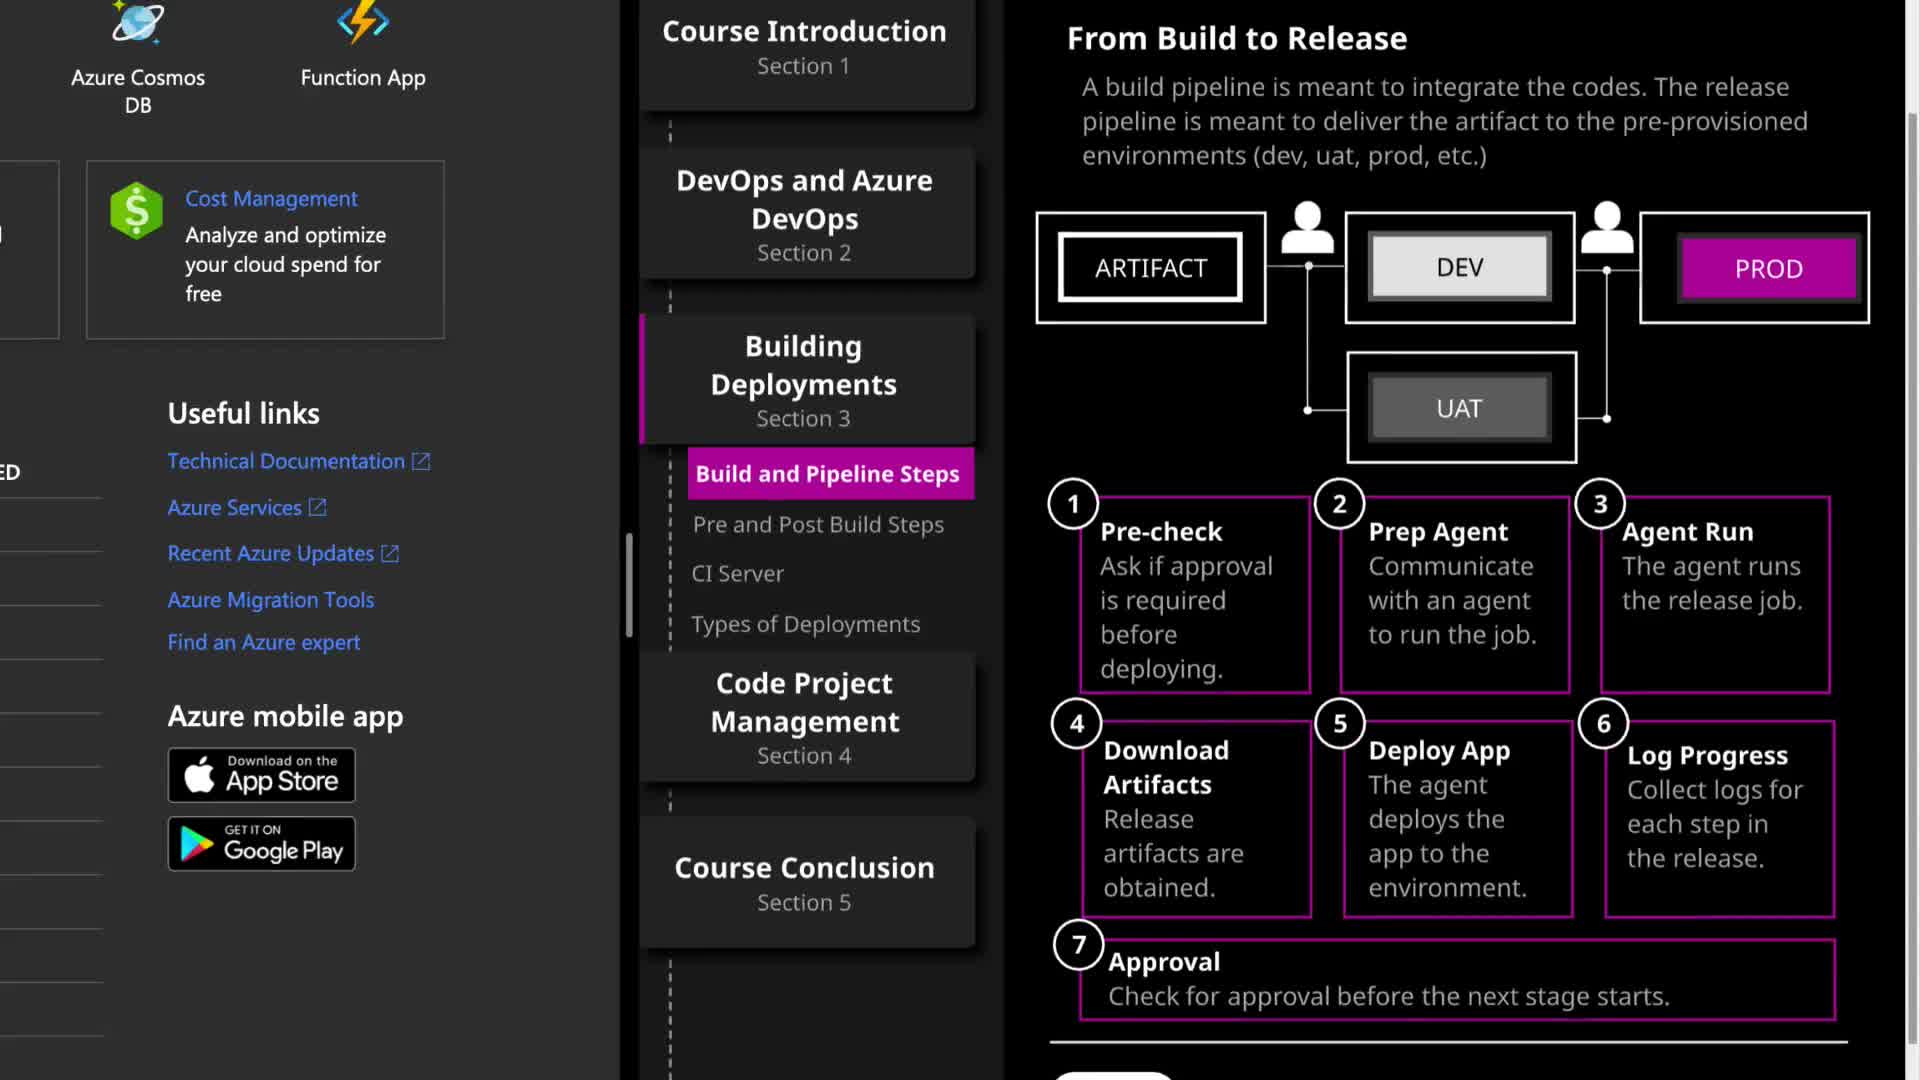 Azure Cosmos
DB
Function App
Cost Management
Analyze and optimize
your cloud spend for
free
Useful links
Technical Documentation
Azure Services
Recent Azure Updates
Azure Migration Tools
Find an Azure expert
Azure mobile app
Download on the
App Store
GET IT ON
Google Play
ED
Course Introduction
Section 1
DevOps and Azure
DevOps
Section 2
Building
Deployments
Section 3
Build and Pipeline Steps
Pre and Post Build Steps
CI Server
Types of Deployments
Code Project
Management
Section 4
Course Conclusion
Section 5
From Build to Release
A build pipeline is meant to integrate the codes. The release
pipeline is meant to deliver the artifact to the pre-provisioned
environments (dev, uat, prod, etc.)
ARTIFACT
DEV
PROD
UAT
1
Pre-check
Ask if approval
is required
before
deploying.
2
Prep Agent
Communicate
with an agent
to run the job.
3
Agent Run
The agent runs
the release job.
4
Download
Artifacts
Release
artifacts are
obtained.
5
Deploy App
The agent
deploys the
app to the
environment.
6
Log Progress
Collect logs for
each step in
the release.
7
Approval
Check for approval before the next stage starts.